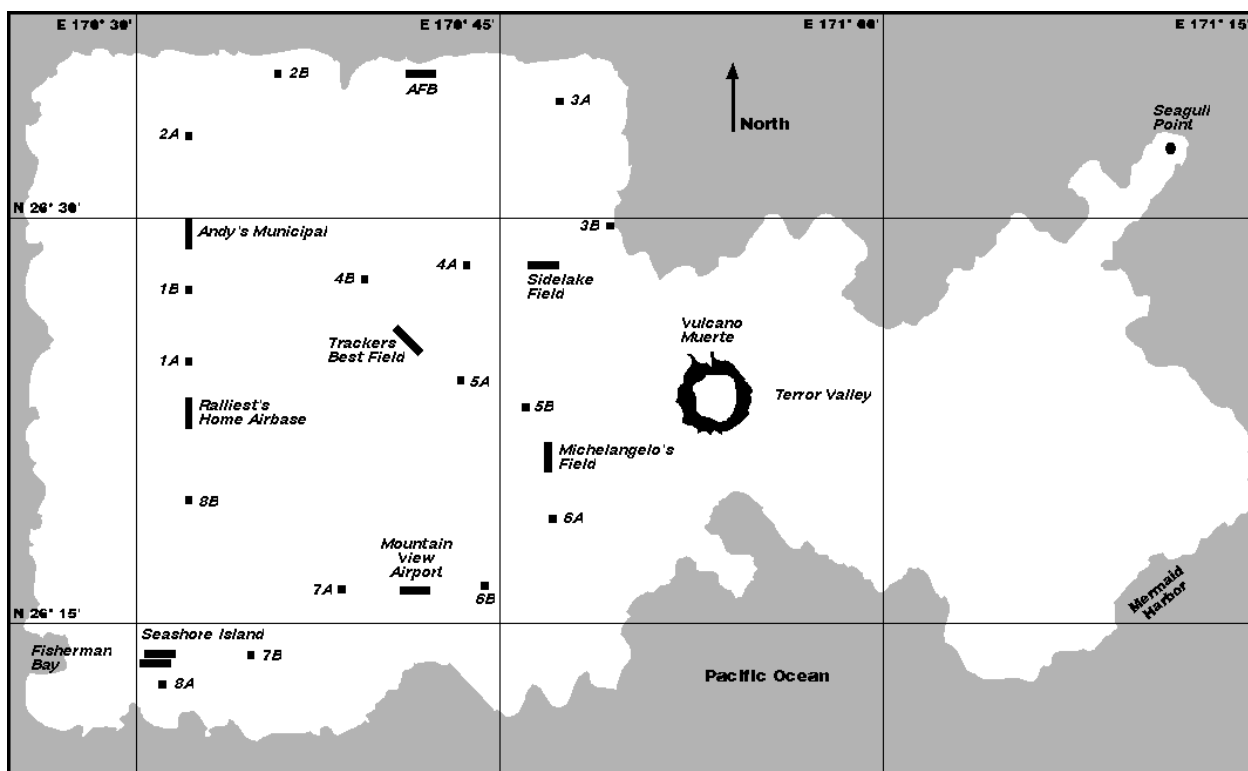 E 170° 30'
E 170° 45'
E 171° 00'
E 171° 15'
2B
AFB
3A
North
Seagull
Point
2A
N 26° 30'
Andy's Municipal
3B
4A
4B
Sidelake
Field
1B
Vulcano
Muerte
Trackers
Best Field
1A
5A
Terror Valley
Ralliest's
Home Airbase
5B
Michelangelo's
Field
8B
6A
Mountain
View
Airport
7A
6B
Mermaid
Harbor
N 26° 15'
Seashore Island
Fisherman
Bay
7B
8A
Pacific Ocean